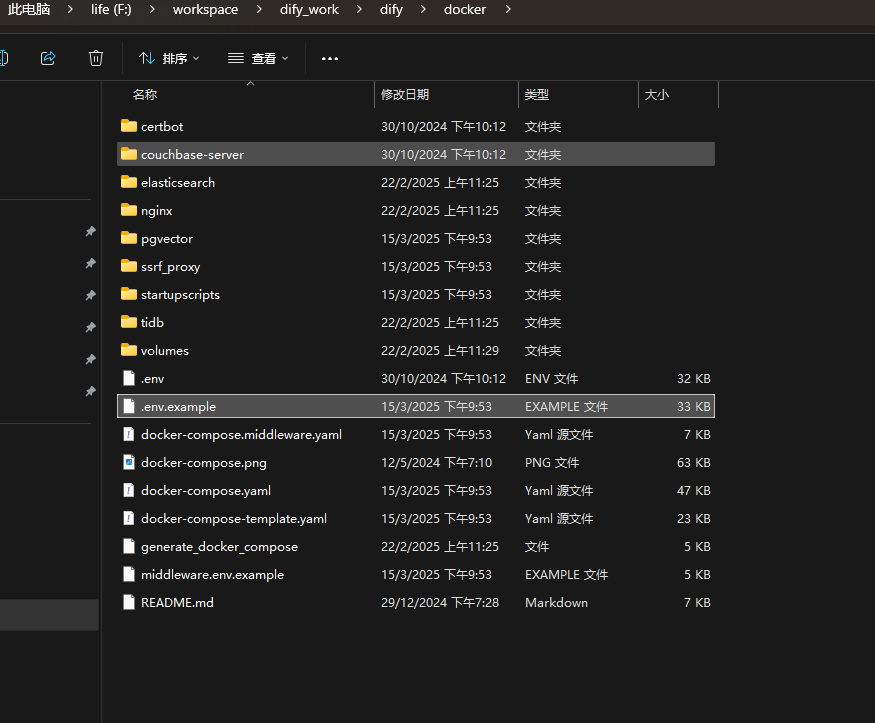 此电脑 > life (F:) > workspace > dify_work > dify > docker >
排序 查看 ...
名称 修改日期 类型 大小
certbot 30/10/2024 下午10:12 文件夹
couchbase-server 30/10/2024 下午10:12 文件夹
elasticsearch 22/2/2025 上午11:25 文件夹
nginx 22/2/2025 上午11:25 文件夹
pgvector 15/3/2025 下午9:53 文件夹
ssrf_proxy 15/3/2025 下午9:53 文件夹
startupscripts 15/3/2025 下午9:53 文件夹
tidb 22/2/2025 上午11:25 文件夹
volumes 22/2/2025 上午11:29 文件夹
.env 30/10/2024 下午10:12 ENV 文件 32 KB
.env.example 15/3/2025 下午9:53 EXAMPLE 文件 33 KB
docker-compose.middleware.yaml 15/3/2025 下午9:53 Yaml 源文件 7 KB
docker-compose.png 12/5/2024 下午7:10 PNG 文件 63 KB
docker-compose.yaml 15/3/2025 下午9:53 Yaml 源文件 47 KB
docker-compose-template.yaml 15/3/2025 下午9:53 Yaml 源文件 23 KB
generate_docker_compose 22/2/2025 上午11:25 文件 5 KB
middleware.env.example 15/3/2025 下午9:53 EXAMPLE 文件 5 KB
README.md 29/12/2024 下午7:28 Markdown 7 KB